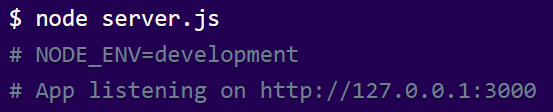 $ node server.js
# NODE_ENV=development
# App listening on http://127.0.0.1:3000